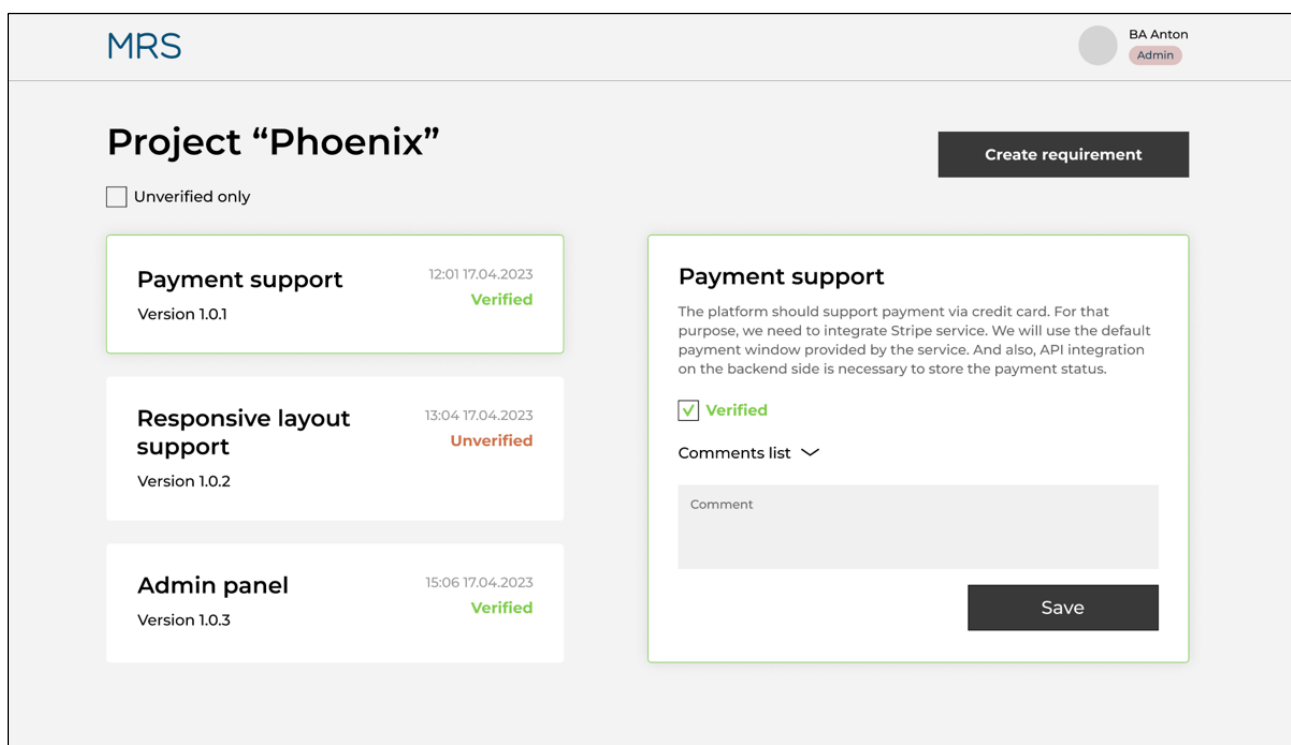 MRS
BA Anton
Admin
Project “Phoenix”
Create requirement
Unverified only
Payment support
12:01 17.04.2023
Verified
Version 1.0.1
Responsive layout
support
13:04 17.04.2023
Unverified
Version 1.0.2
Admin panel
15:06 17.04.2023
Verified
Version 1.0.3
Payment support
The platform should support payment via credit card. For that
purpose, we need to integrate Stripe service. We will use the default
payment window provided by the service. And also, API integration
on the backend side is necessary to store the payment status.
Verified
Comments list
Comment
Save